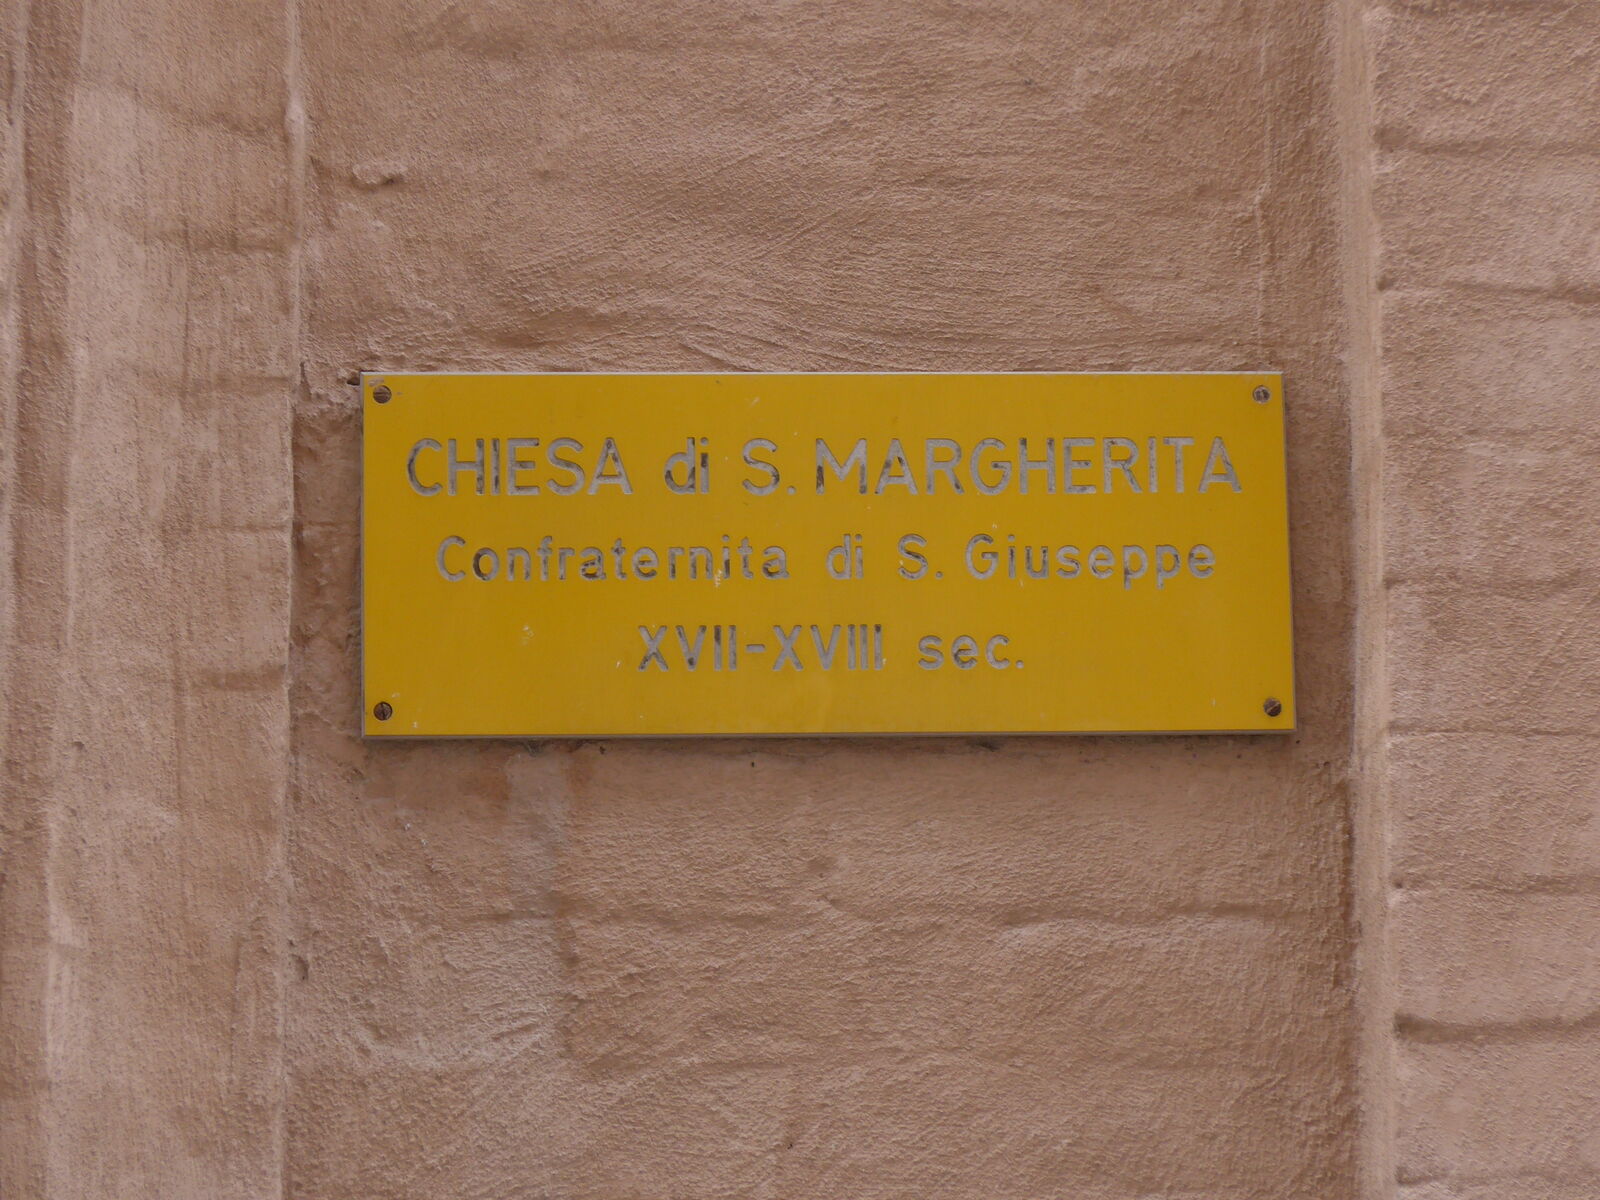 CHIESA di S. MARGHERITA
Confraternita di S. Giuseppe
XVII-XVIII sec.